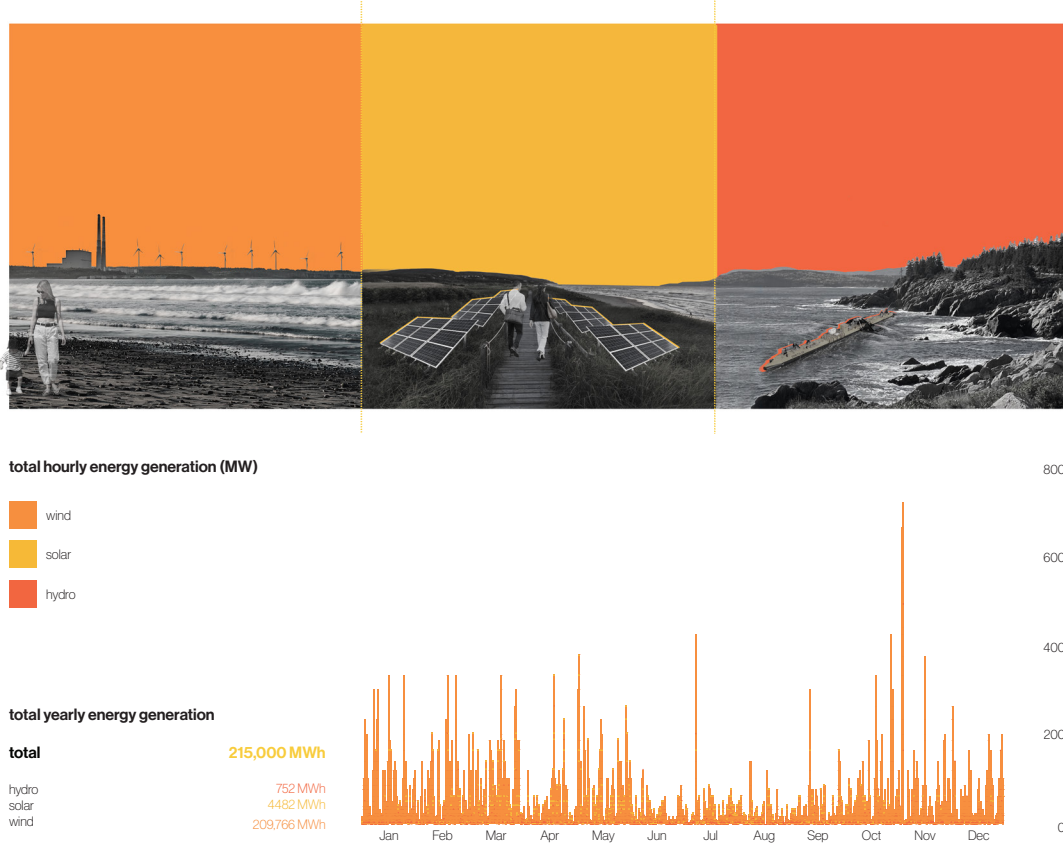 total hourly energy generation (MW)
wind
solar
hydro
total yearly energy generation
total 215,000 MWh
hydro 752 MWh
solar 4482 MWh
wind 209,766 MWh
800
600
400
200
0
Jan Feb Mar Apr May Jun Jul Aug Sep Oct Nov Dec